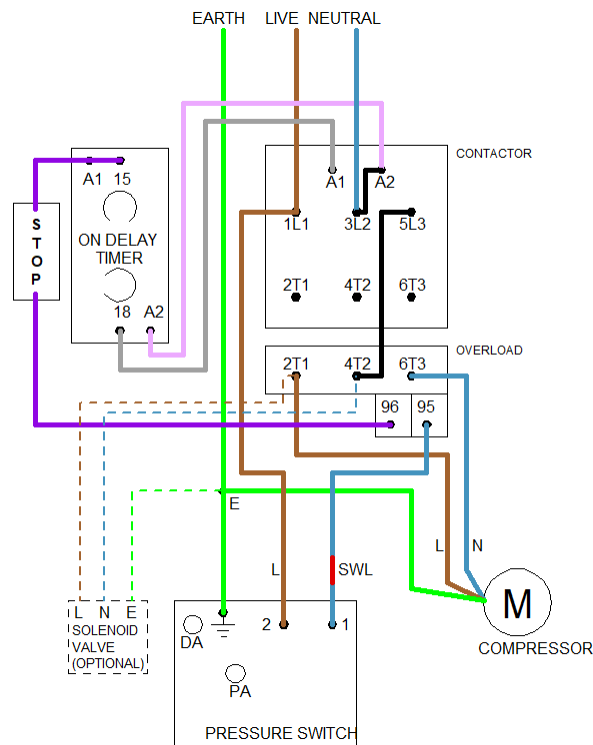 EARTH LIVE NEUTRAL
CONTACTOR
A1 A2
A1 15
1L1 3L2 5L3
STOP
ON DELAY
TIMER
2T1 4T2 6T3
18 A2
OVERLOAD
2T1 4T2 6T3
96 95
E
L N
L SWL
M
L N E
SOLENOID
VALVE
(OPTIONAL)
2 1
DA
COMPRESSOR
PA
PRESSURE SWITCH